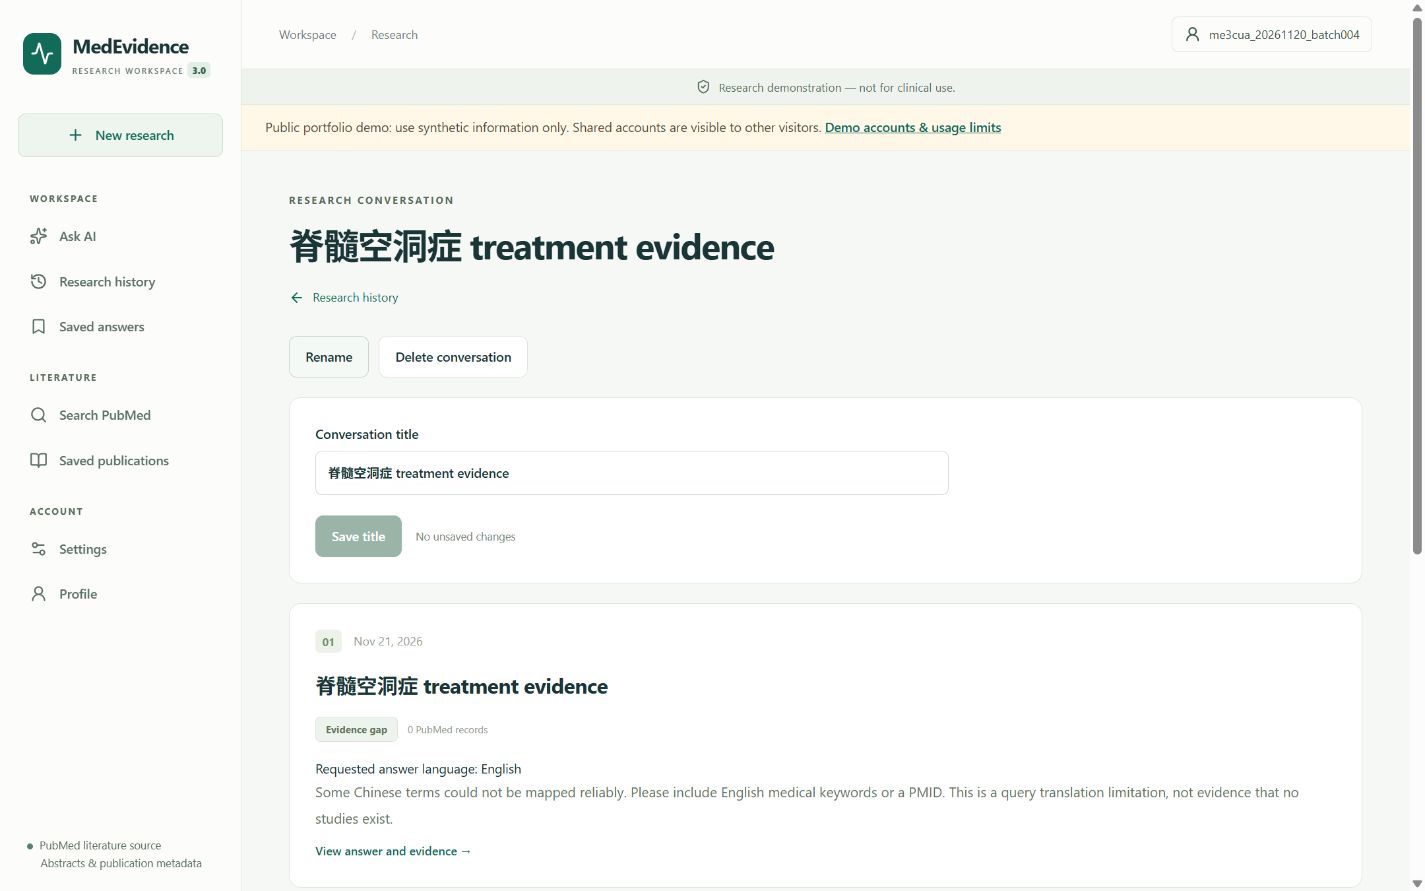 MedEvidence
RESEARCH WORKSPACE 3.0
New research
WORKSPACE
Ask AI
Research history
Saved answers
LITERATURE
Search PubMed
Saved publications
ACCOUNT
Settings
Profile
PubMed literature source
Abstracts & publication metadata
Workspace / Research
me3cua_20261120_batch004
Research demonstration — not for clinical use.
Public portfolio demo: use synthetic information only. Shared accounts are visible to other visitors. Demo accounts & usage limits
RESEARCH CONVERSATION
脊髓空洞症 treatment evidence
← Research history
Rename
Delete conversation
Conversation title
脊髓空洞症 treatment evidence
Save title
No unsaved changes
01 Nov 21, 2026
脊髓空洞症 treatment evidence
Evidence gap 0 PubMed records
Requested answer language: English
Some Chinese terms could not be mapped reliably. Please include English medical keywords or a PMID. This is a query translation limitation, not evidence that no
studies exist.
View answer and evidence →